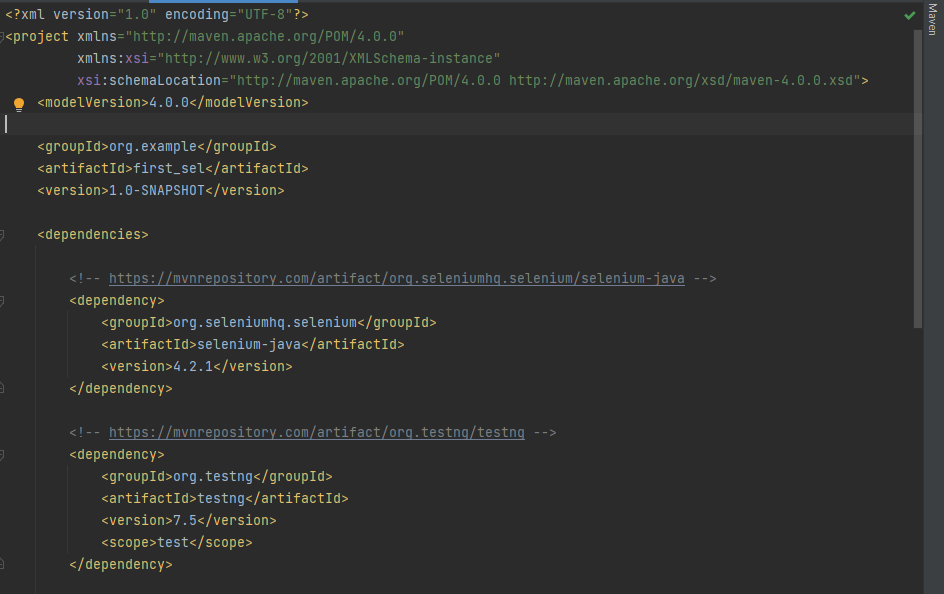 <?xml version="1.0" encoding="UTF-8"?>
<project xmlns="http://maven.apache.org/POM/4.0.0"
xmlns:xsi="http://www.w3.org/2001/XMLSchema-instance"
xsi:schemaLocation="http://maven.apache.org/POM/4.0.0 http://maven.apache.org/xsd/maven-4.0.0.xsd">
<modelVersion>4.0.0</modelVersion>
<groupId>org.example</groupId>
<artifactId>first_sel</artifactId>
<version>1.0-SNAPSHOT</version>
<dependencies>
<!-- https://mvnrepository.com/artifact/org.seleniumhq.selenium/selenium-java -->
<dependency>
<groupId>org.seleniumhq.selenium</groupId>
<artifactId>selenium-java</artifactId>
<version>4.2.1</version>
</dependency>
<!-- https://mvnrepository.com/artifact/org.testng/testng -->
<dependency>
<groupId>org.testng</groupId>
<artifactId>testng</artifactId>
<version>7.5</version>
<scope>test</scope>
</dependency>
Maven